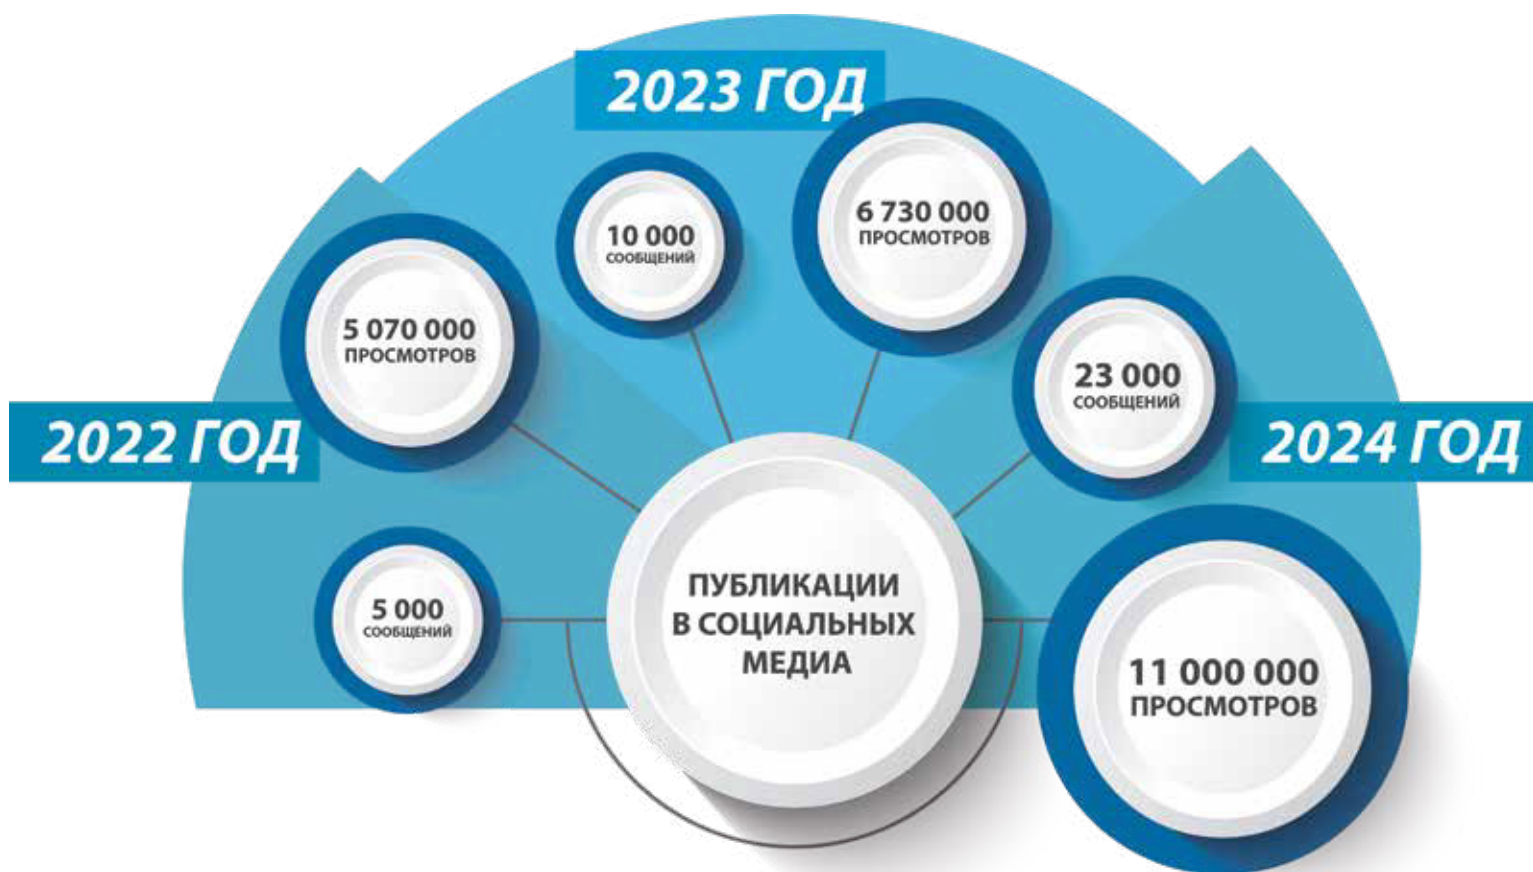 2023 ГОД
10 000
СООБЩЕНИЙ
6 730 000
ПРОСМОТРОВ
5 070 000
ПРОСМОТРОВ
2022 ГОД
5 000
СООБЩЕНИЙ
23 000
СООБЩЕНИЙ
2024 ГОД
11 000 000
ПРОСМОТРОВ
ПУБЛИКАЦИИ
В СОЦИАЛЬНЫХ
МЕДИА